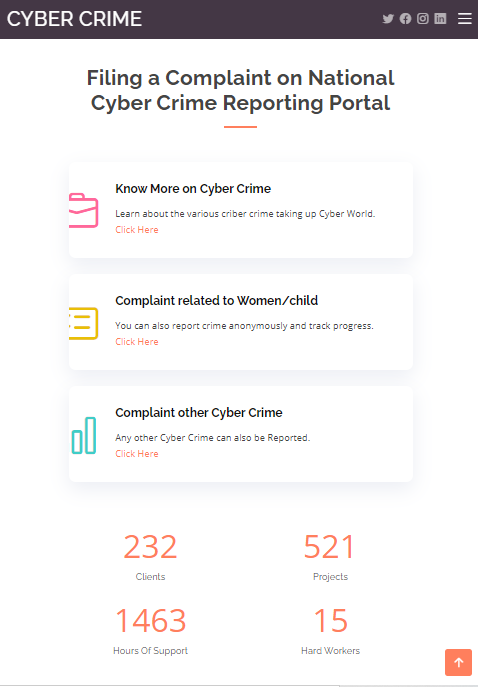 CYBER CRIME
Filing a Complaint on National
Cyber Crime Reporting Portal
Know More on Cyber Crime
Learn about the various criber crime taking up Cyber World.
Click Here
Complaint related to Women/child
You can also report crime anonymously and track progress.
Click Here
Complaint other Cyber Crime
Any other Cyber Crime can also be Reported.
Click Here
232
Clients
521
Projects
1463
Hours Of Support
15
Hard Workers